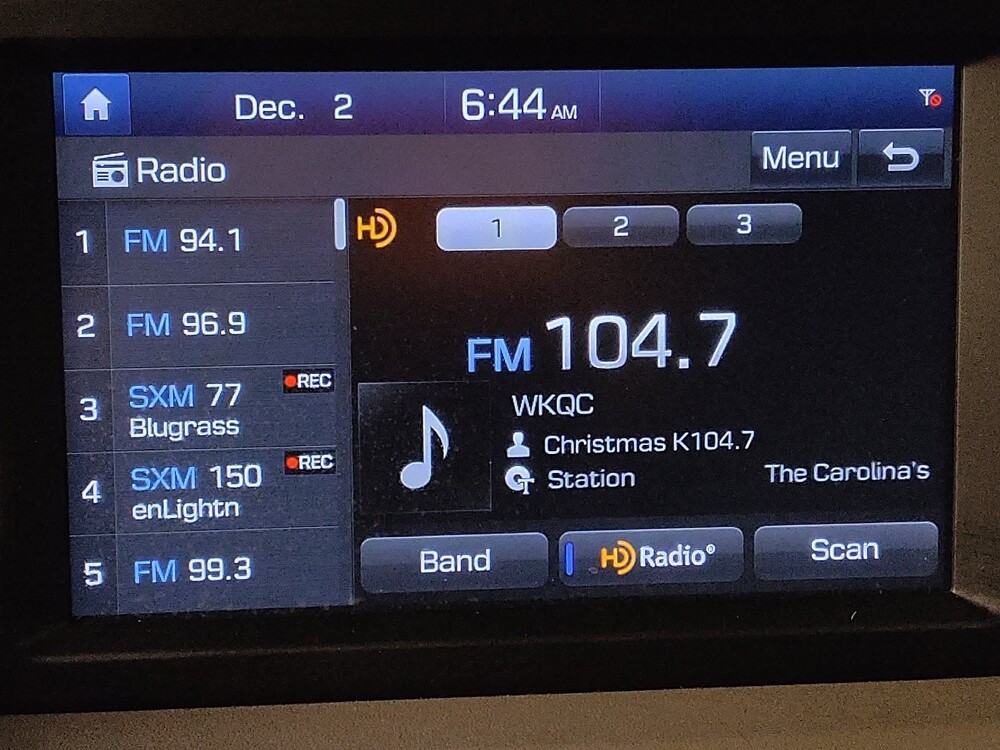 Dec. 2 6:44 AM
Radio Menu
1 FM 94.1
2 FM 96.9
3 SXM 77 REC
Blugrass
4 SXM 150 REC
enLightn
5 FM 99.3
HD 1 2 3
FM 104.7
WKQC
Christmas K104.7
Station The Carolina's
Band HD Radio® Scan